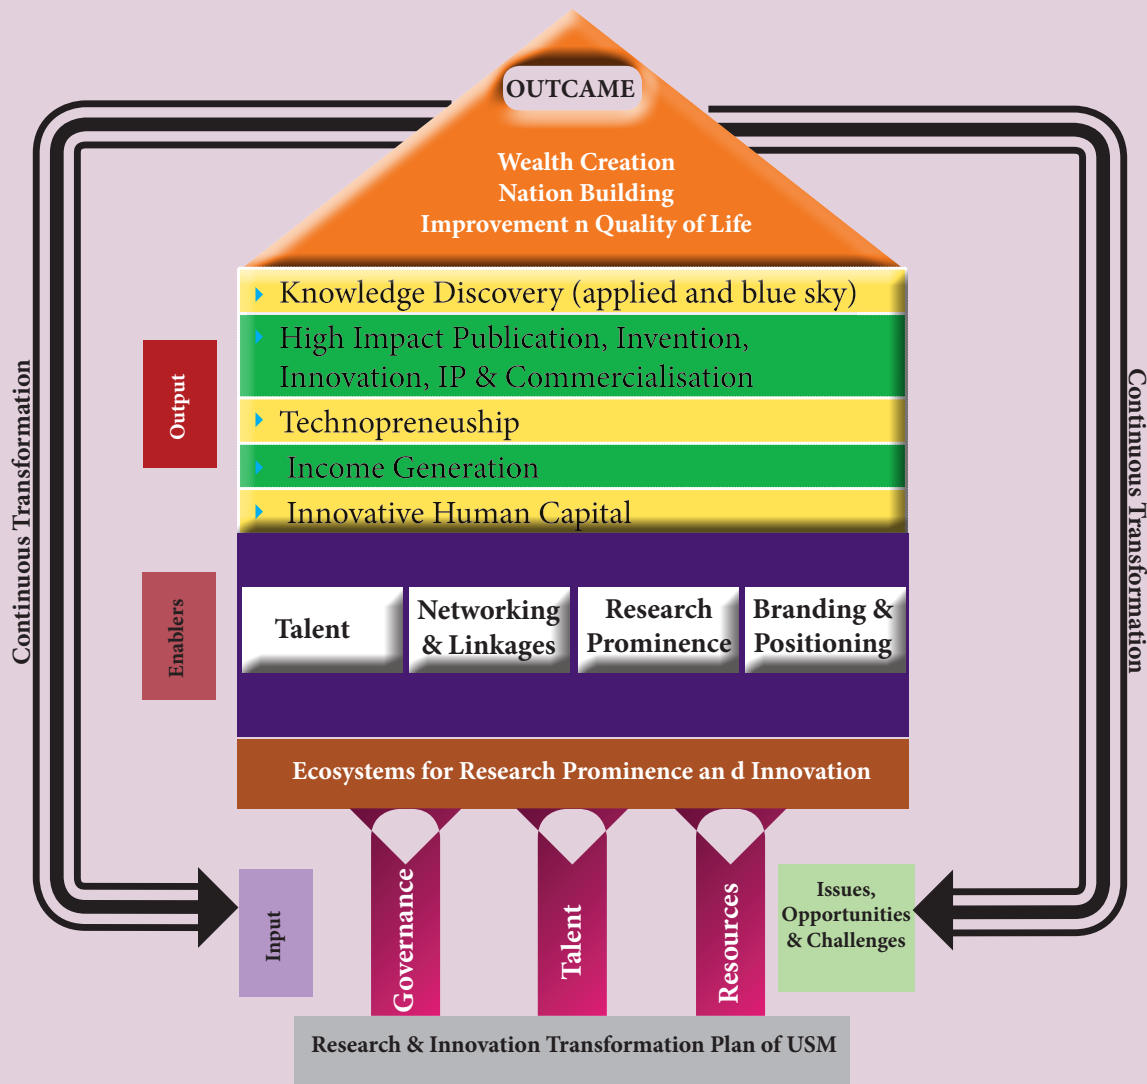 OUTCAME
Wealth Creation
Nation Building
Improvement n Quality of Life
Knowledge Discovery (applied and blue sky)
High Impact Publication, Invention,
Innovation, IP & Commercialisation
Technopreneuship
Income Generation
Innovative Human Capital
Output
Continuous Transformation
Continuous Transformation
Enablers
Talent
Networking
& Linkages
Research
Prominence
Branding &
Positioning
Ecosystems for Research Prominence an d Innovation
Input
Governance
Talent
Resources
Issues,
Opportunities
& Challenges
Research & Innovation Transformation Plan of USM